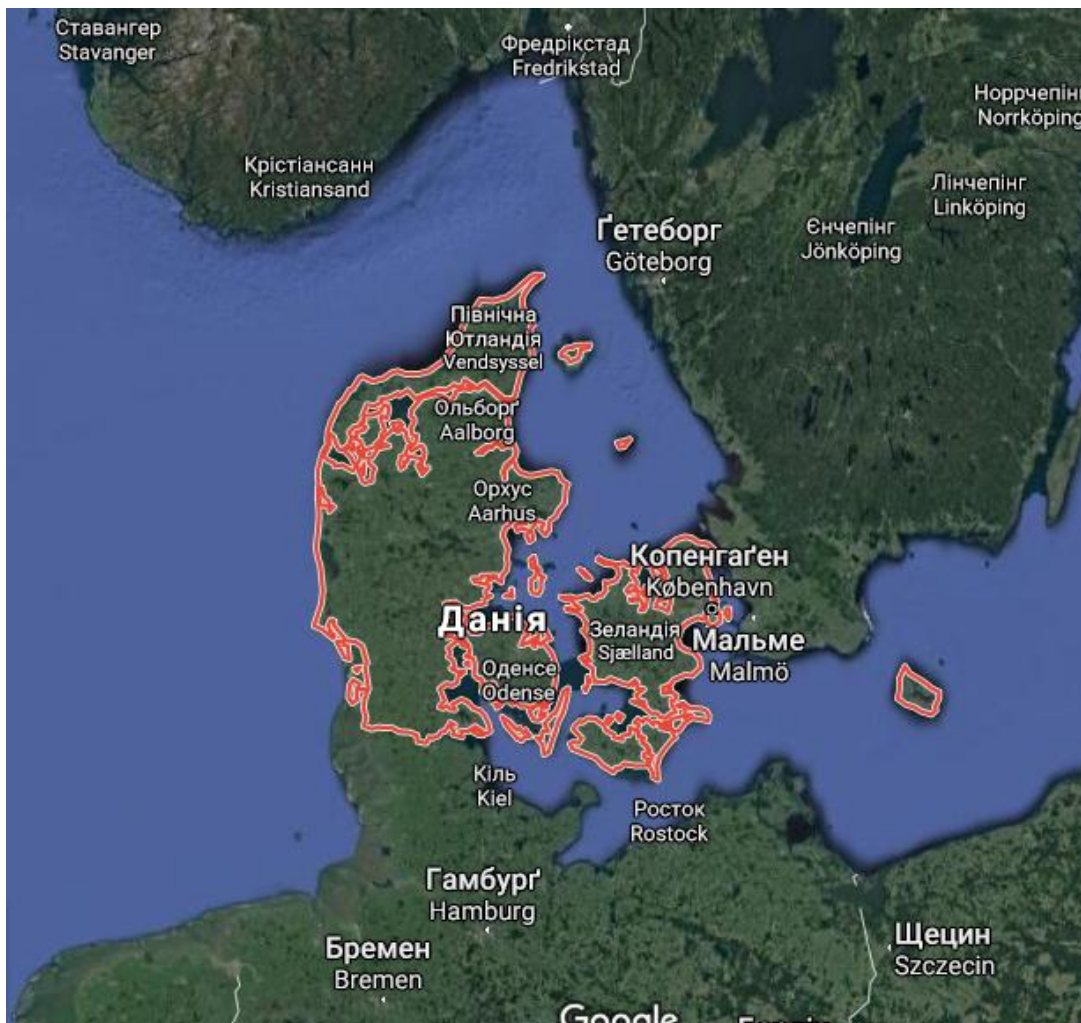 Ставангер
Stavanger
Фредрікстад
Fredrikstad
Норрчепінг
Norrköping
Крістіансанн
Kristiansand
Лінчепінг
Linköping
Єнчепінг
Jönköping
Ґетеборг
Göteborg
Північна
Ютландія
Vendsyssel
Ольборґ
Aalborg
Орхус
Aarhus
Копенгаґен
København
Данія
Зеландія
Sjælland
Мальме
Malmö
Оденсе
Odense
Кіль
Kiel
Росток
Rostock
Гамбурґ
Hamburg
Бремен
Bremen
Щецин
Szczecin
Google